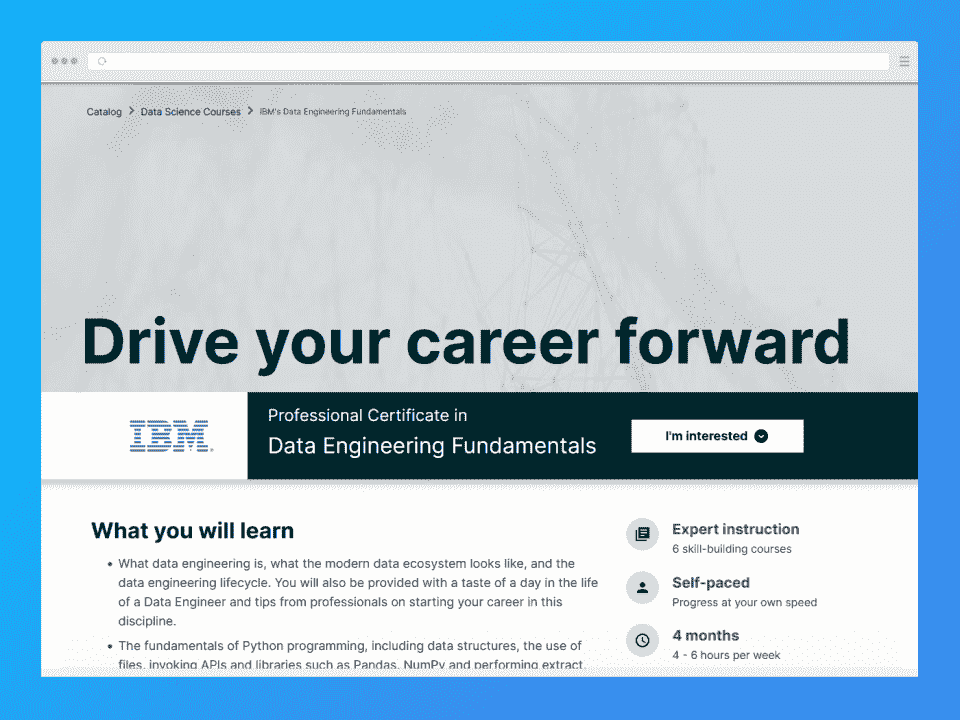 Catalog > Data Science Courses > IBM's Data Engineering Fundamentals
Drive your career forward
IBM.
Professional Certificate in
Data Engineering Fundamentals
I'm interested
What you will learn
• What data engineering is, what the modern data ecosystem looks like, and the
data engineering lifecycle. You will also be provided with a taste of a day in the life
of a Data Engineer and tips from professionals on starting your career in this
discipline.
• The fundamentals of Python programming, including data structures, the use of
files, invoking APIs and libraries such as Pandas, NumPy and performing extract,
Expert instruction
6 skill-building courses
Self-paced
Progress at your own speed
4 months
4 - 6 hours per week